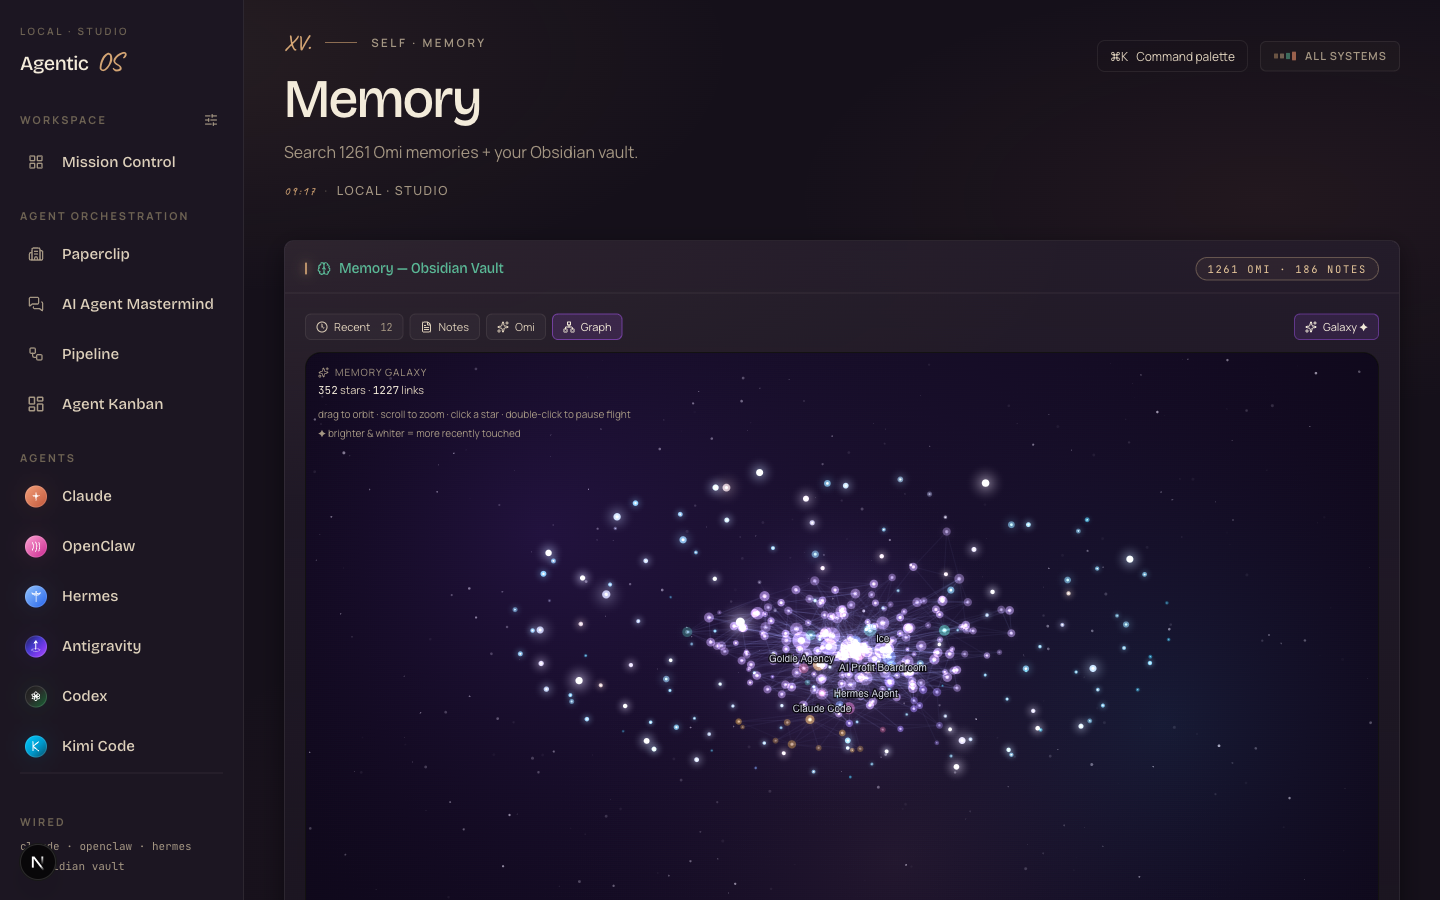 LOCAL · STUDIO
Agentic OS
WORKSPACE
Mission Control
AGENT ORCHESTRATION
Paperclip
AI Agent Mastermind
Pipeline
Agent Kanban
AGENTS
Claude
OpenClaw
Hermes
Antigravity
Codex
Kimi Code
WIRED
· openclaw · hermes
vault
N
XV. SELF · MEMORY
Memory
Search 1261 Omi memories + your Obsidian vault.
09:17 · LOCAL · STUDIO
⌘K Command palette
ALL SYSTEMS
Memory — Obsidian Vault
1261 OMI · 186 NOTES
Recent 12
Notes
Omi
Graph
Galaxy ✦
MEMORY GALAXY
352 stars · 1227 links
drag to orbit · scroll to zoom · click a star · double-click to pause flight
✦ brighter & whiter = more recently touched
Ice
Goldie Agency
AI Profit Boardroom
Hermes Agent
Claude Code